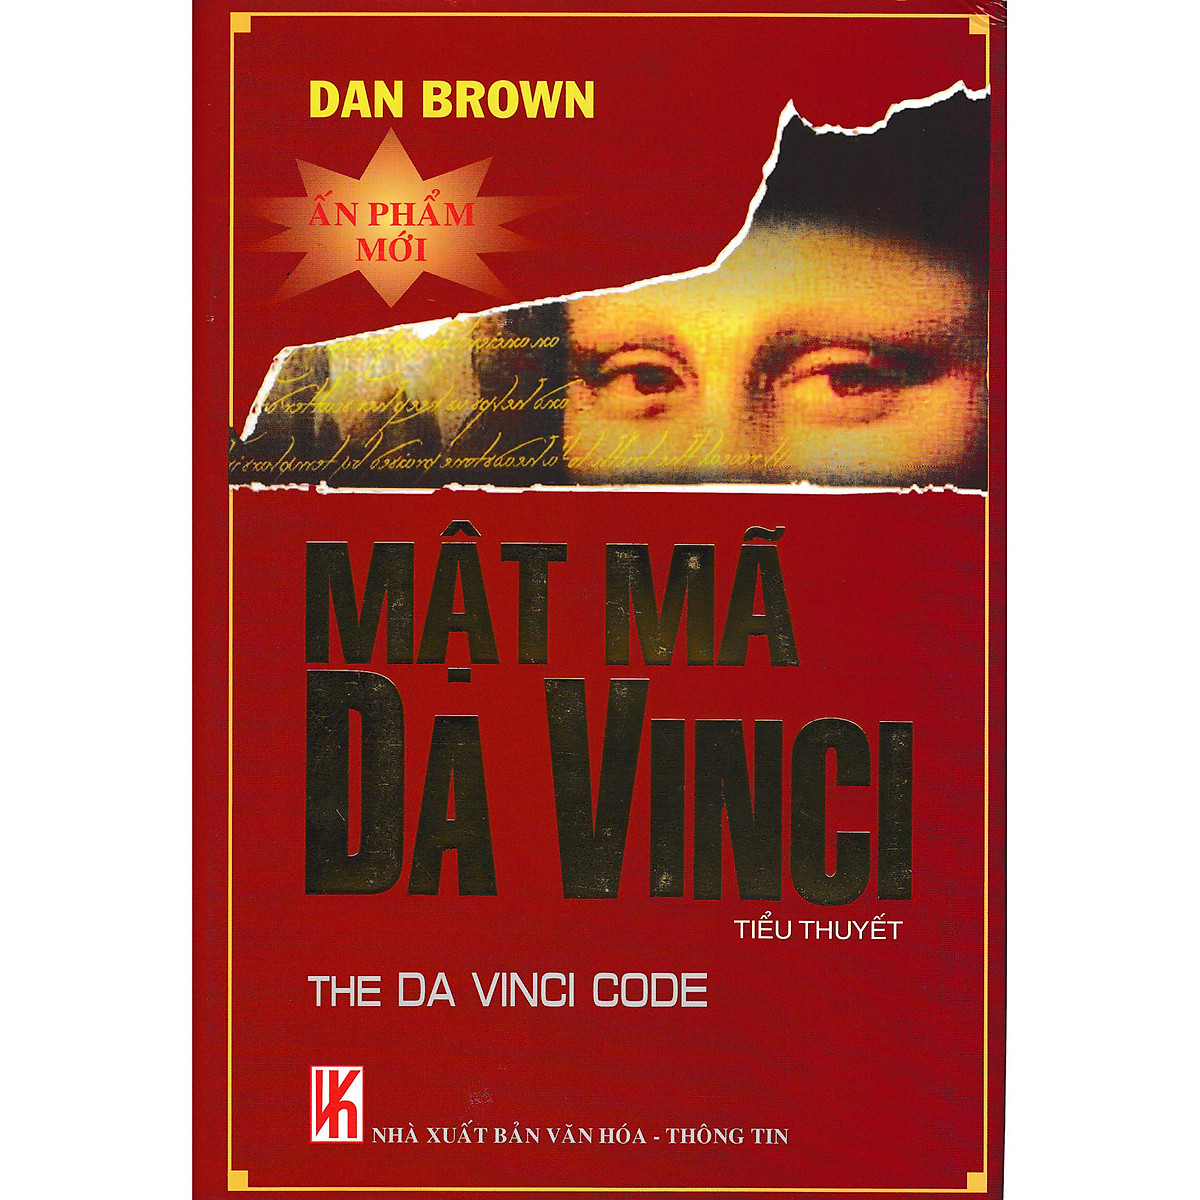 DAN BROWN
ẤN PHẨM
MỚI
MẬT MÃ
DA VINCI
TIỂU THUYẾT
THE DA VINCI CODE
NHÀ XUẤT BẢN VĂN HÓA - THÔNG TIN